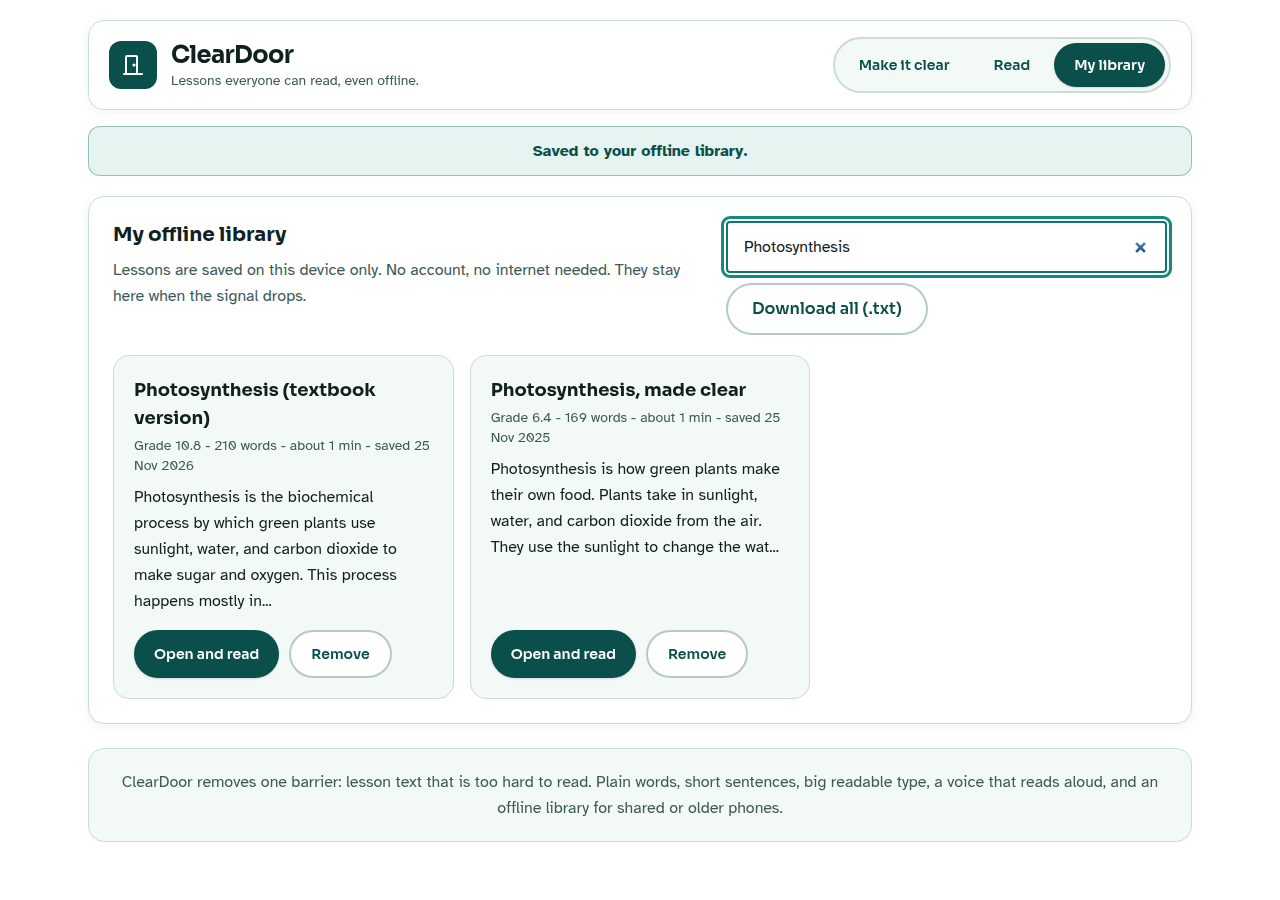 ClearDoor
Lessons everyone can read, even offline.
Make it clear
Read
My library
Saved to your offline library.
My offline library
Lessons are saved on this device only. No account, no internet needed. They stay
here when the signal drops.
Photosynthesis
Download all (.txt)
Photosynthesis (textbook
version)
Grade 10.8 - 210 words - about 1 min - saved 25
Nov 2026
Photosynthesis is the biochemical
process by which green plants use
sunlight, water, and carbon dioxide to
make sugar and oxygen. This process
happens mostly in...
Open and read
Remove
Photosynthesis, made clear
Grade 6.4 - 169 words - about 1 min - saved 25
Nov 2025
Photosynthesis is how green plants make
their own food. Plants take in sunlight,
water, and carbon dioxide from the air.
They use the sunlight to change the wat...
Open and read
Remove
ClearDoor removes one barrier: lesson text that is too hard to read. Plain words, short sentences, big readable type, a voice that reads aloud, and an
offline library for shared or older phones.